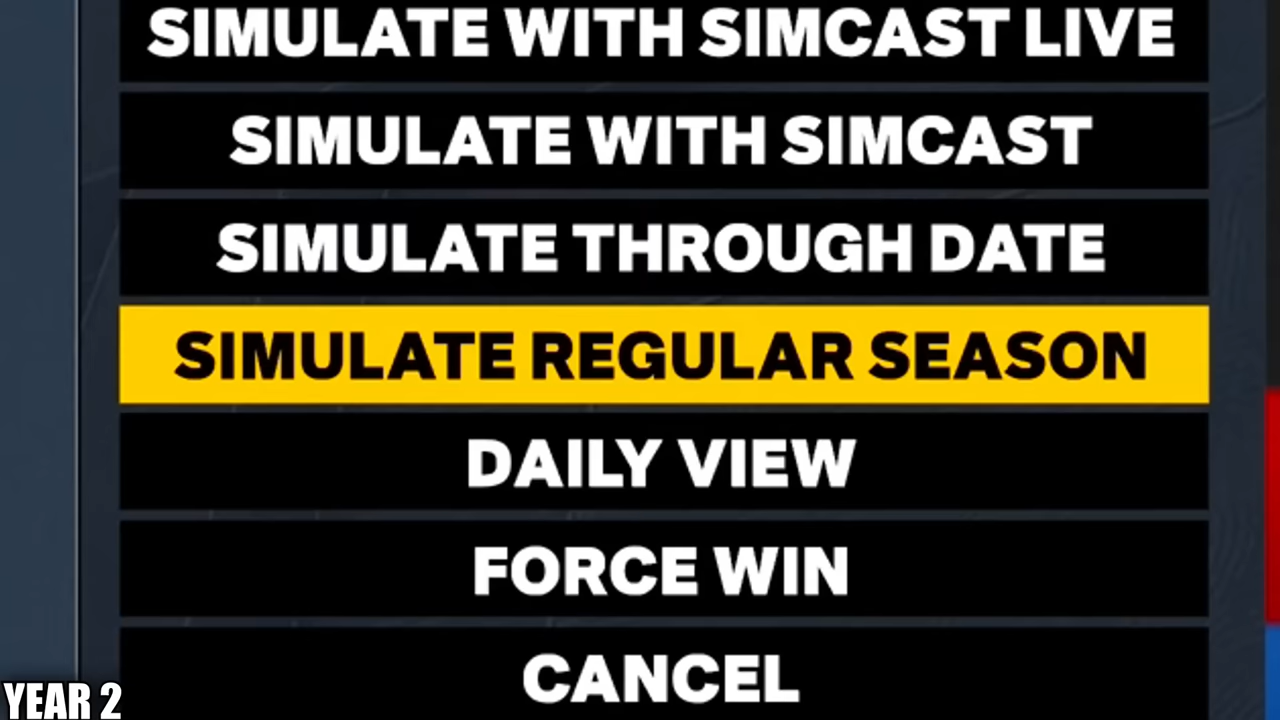 SIMULATE WITH SIMCAST LIVE
SIMULATE WITH SIMCAST
SIMULATE THROUGH DATE
SIMULATE REGULAR SEASON
DAILY VIEW
FORCE WIN
CANCEL
YEAR 2